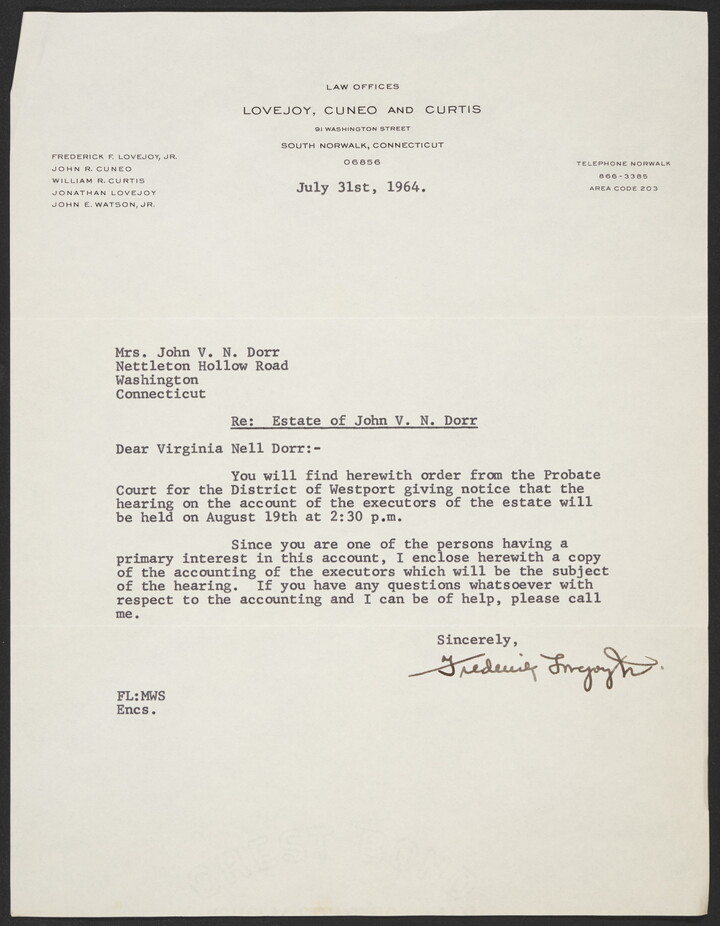 LAW OFFICES
LOVEJOY, CUNEO AND CURTIS
91 WASHINGTON STREET
SOUTH NORWALK, CONNECTICUT
06856
FREDERICK F. LOVEJOY, JR.
JOHN R. CUNEO
WILLIAM R. CURTIS
JONATHAN LOVEJOY
JOHN E. WATSON, JR.
TELEPHONE NORWALK
866-3385
AREA CODE 203
July 31st, 1964.
Mrs. John V. N. Dorr
Nettleton Hollow Road
Washington
Connecticut
Re: Estate of John V. N. Dorr
Dear Virginia Nell Dorr:-
You will find herewith order from the Probate
Court for the District of Westport giving notice that the
hearing on the account of the executors of the estate will
be held on August 19th at 2:30 p.m.
Since you are one of the persons having a
primary interest in this account, I enclose herewith a copy
of the accounting of the executors which will be the subject
of the hearing. If you have any questions whatsoever with
respect to the accounting and I can be of help, please call
me.
Sincerely,
Frederick Lovejoy Jr.
FL:MWS
Encs.